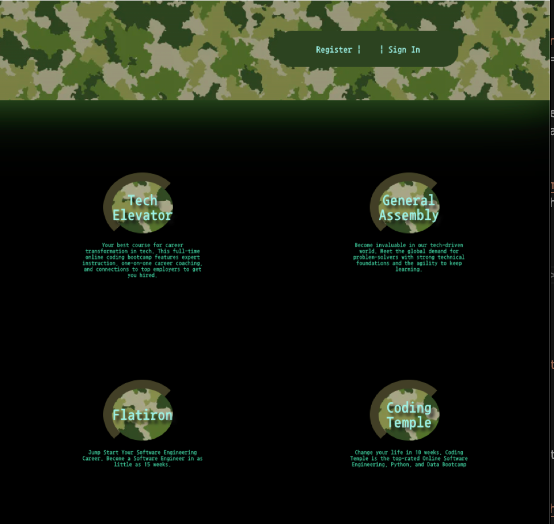 Register |    | Sign In
Tech
Elevator
General
Assembly
Your best course for career
transformation in tech. This full-time
online coding bootcamp features expert
instruction, one-on-one career coaching,
and connections to top employers to get
you hired.
Become invaluable in our tech-driven
world. Meet the global demand for
problem-solvers with strong technical
foundations and the agility to keep
learning.
Flatiron
Coding
Temple
Jump Start Your Software Engineering
Career. Become a Software Engineer in as
little as 15 weeks.
Change your life in 10 weeks, Coding
Temple is the top-rated Online Software
Engineering, Python, and Data Bootcamp